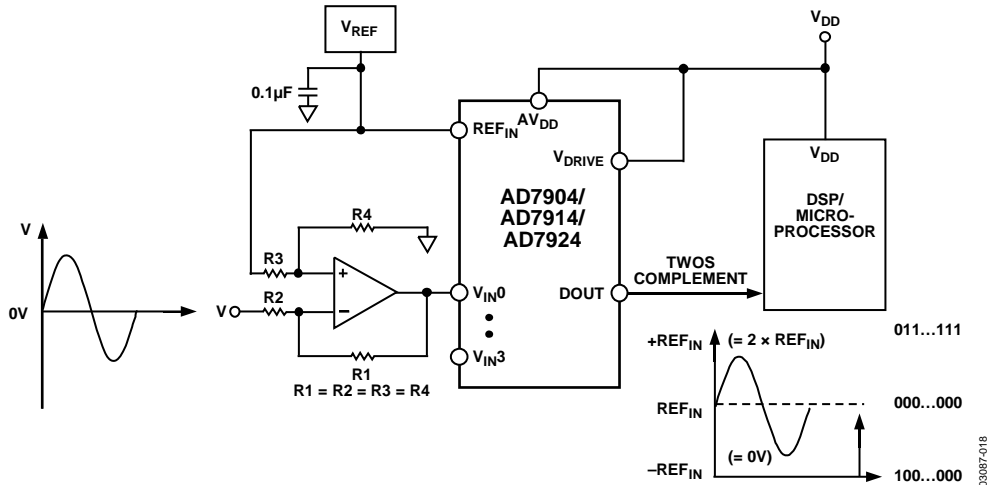 VREF
VDD
0.1µF
AVDD
REFIN
VDRIVE
VDD
DSP/
MICRO-
PROCESSOR
AD7904/
AD7914/
AD7924
R4
V
R3
+
TWOS
COMPLEMENT
0V
V
R2
−
VIN0
DOUT
R1
VIN3
R1 = R2 = R3 = R4
+REFIN
(= 2 × REFIN)
011…111
REFIN
000…000
(= 0V)
−REFIN
100…000
03087-018